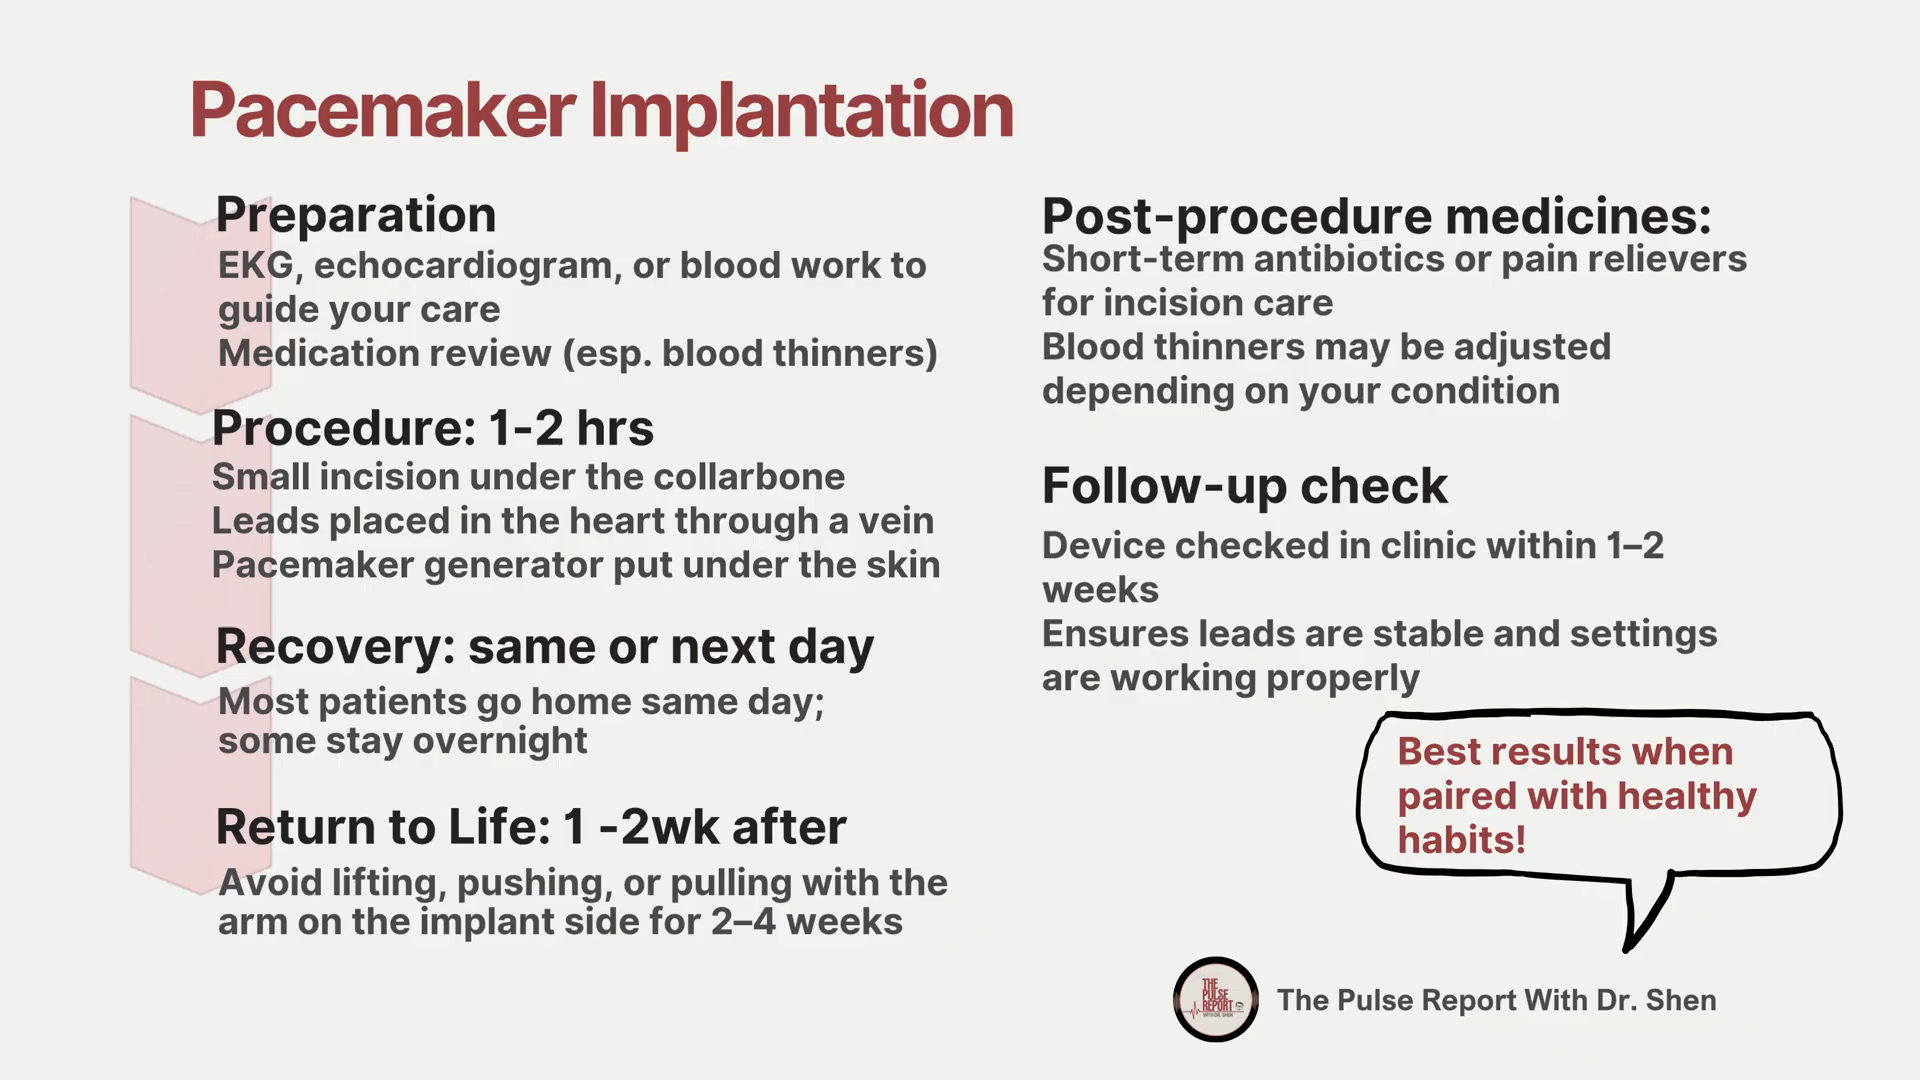 Pacemaker Implantation
Preparation
EKG, echocardiogram, or blood work to
guide your care
Medication review (esp. blood thinners)
Procedure: 1-2 hrs
Small incision under the collarbone
Leads placed in the heart through a vein
Pacemaker generator put under the skin
Recovery: same or next day
Most patients go home same day;
some stay overnight
Return to Life: 1 -2wk after
Avoid lifting, pushing, or pulling with the
arm on the implant side for 2–4 weeks
Post-procedure medicines:
Short-term antibiotics or pain relievers
for incision care
Blood thinners may be adjusted
depending on your condition
Follow-up check
Device checked in clinic within 1–2
weeks
Ensures leads are stable and settings
are working properly
Best results when
paired with healthy
habits!
THE
PULSE
REPORT
WITH DR. SHEN
The Pulse Report With Dr. Shen